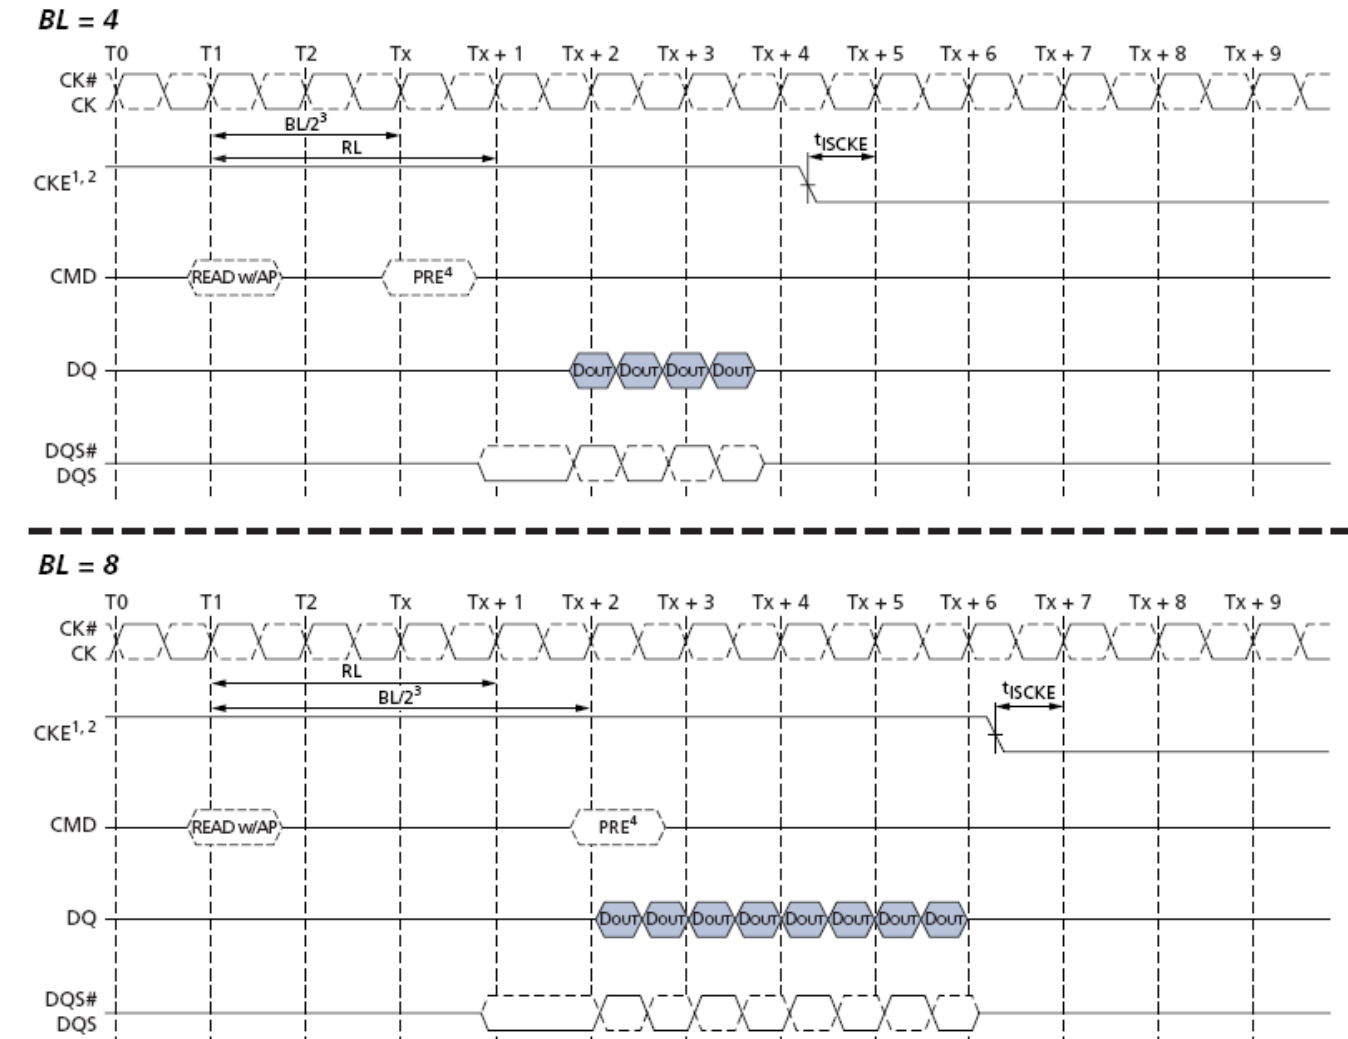 BL = 4
T0 T1 T2 Tx Tx + 1 Tx + 2 Tx + 3 Tx + 4 Tx + 5 Tx + 6 Tx + 7 Tx + 8 Tx + 9
CK#
CK
BL/2³
RL
tISCKE
CKE¹,²
CMD READ w/AP PRE⁴
DQ DOUT DOUT DOUT DOUT
DQS#
DQS
BL = 8
T0 T1 T2 Tx Tx + 1 Tx + 2 Tx + 3 Tx + 4 Tx + 5 Tx + 6 Tx + 7 Tx + 8 Tx + 9
CK#
CK
RL
BL/2³
tISCKE
CKE¹,²
CMD READ w/AP PRE⁴
DQ DOUT DOUT DOUT DOUT DOUT DOUT DOUT DOUT
DQS#
DQS